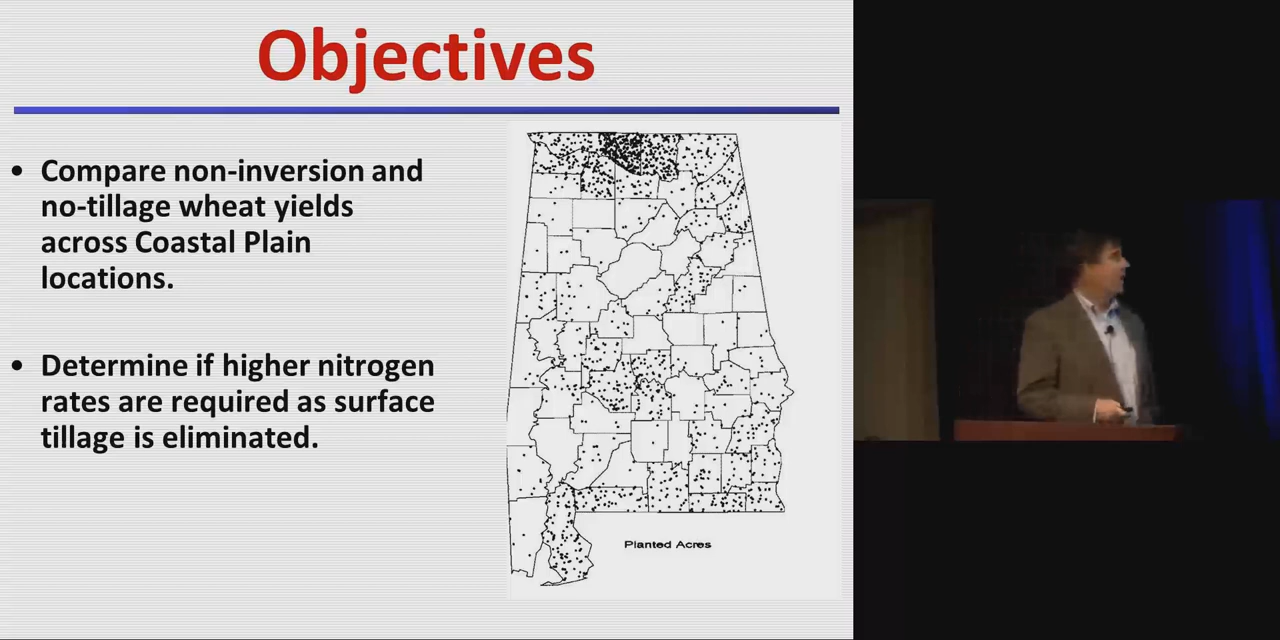 Objectives
• Compare non-inversion and
no-tillage wheat yields
across Coastal Plain
locations.
• Determine if higher nitrogen
rates are required as surface
tillage is eliminated.
Planted Acres